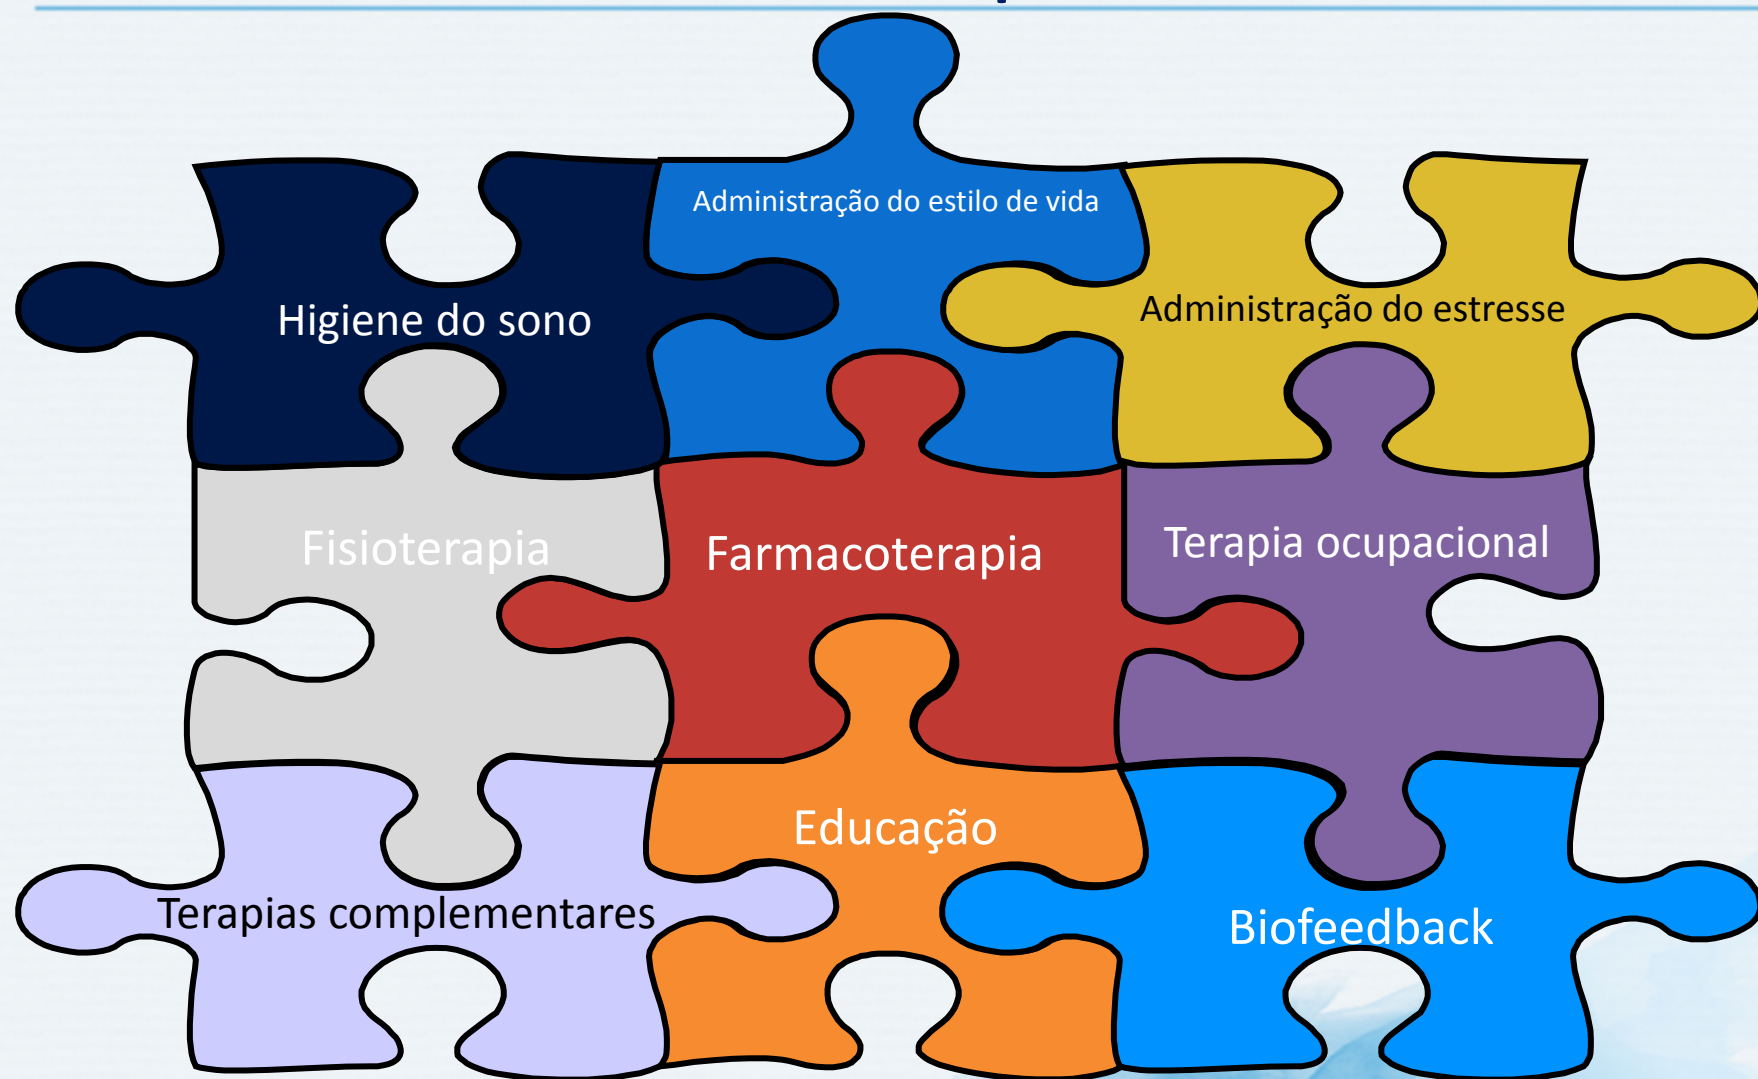 Administração do estilo de vida
Higiene do sono
Administração do estresse
Fisioterapia
Farmacoterapia
Terapia ocupacional
Educação
Terapias complementares
Biofeedback